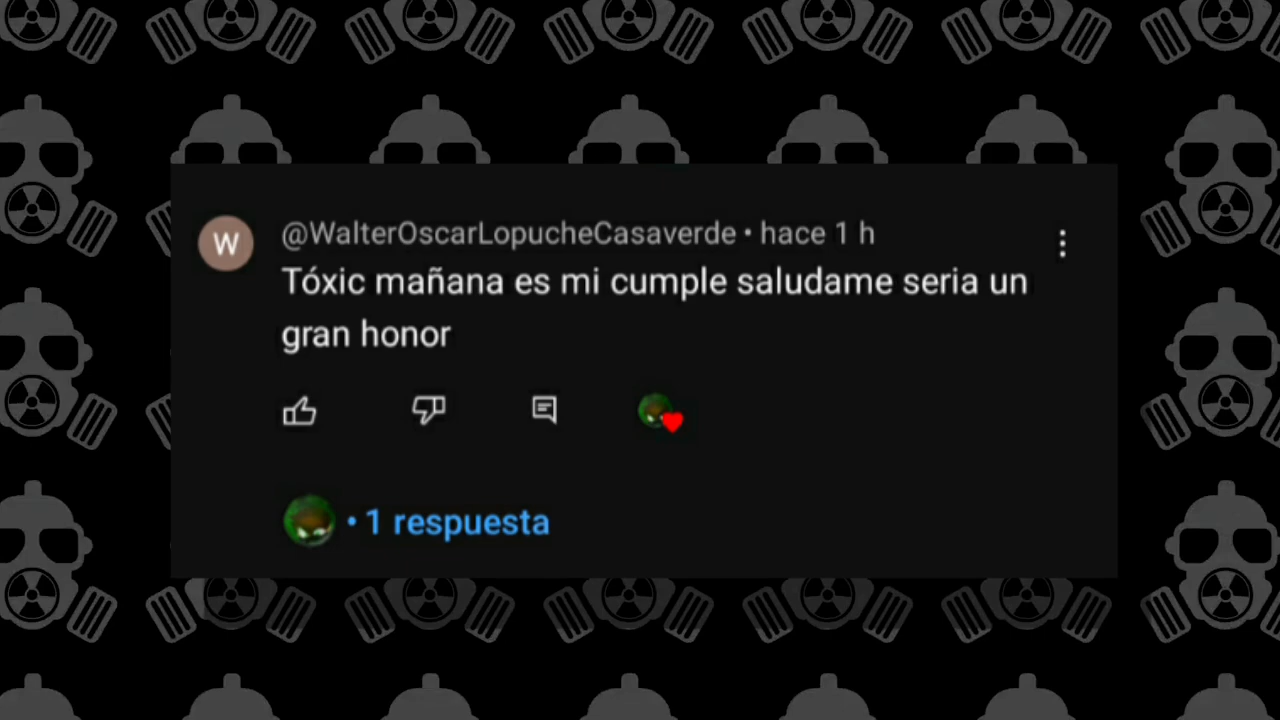 W
@WalterOscarLopucheCasaverde • hace 1 h
Tóxic mañana es mi cumple saludame seria un
gran honor
• 1 respuesta